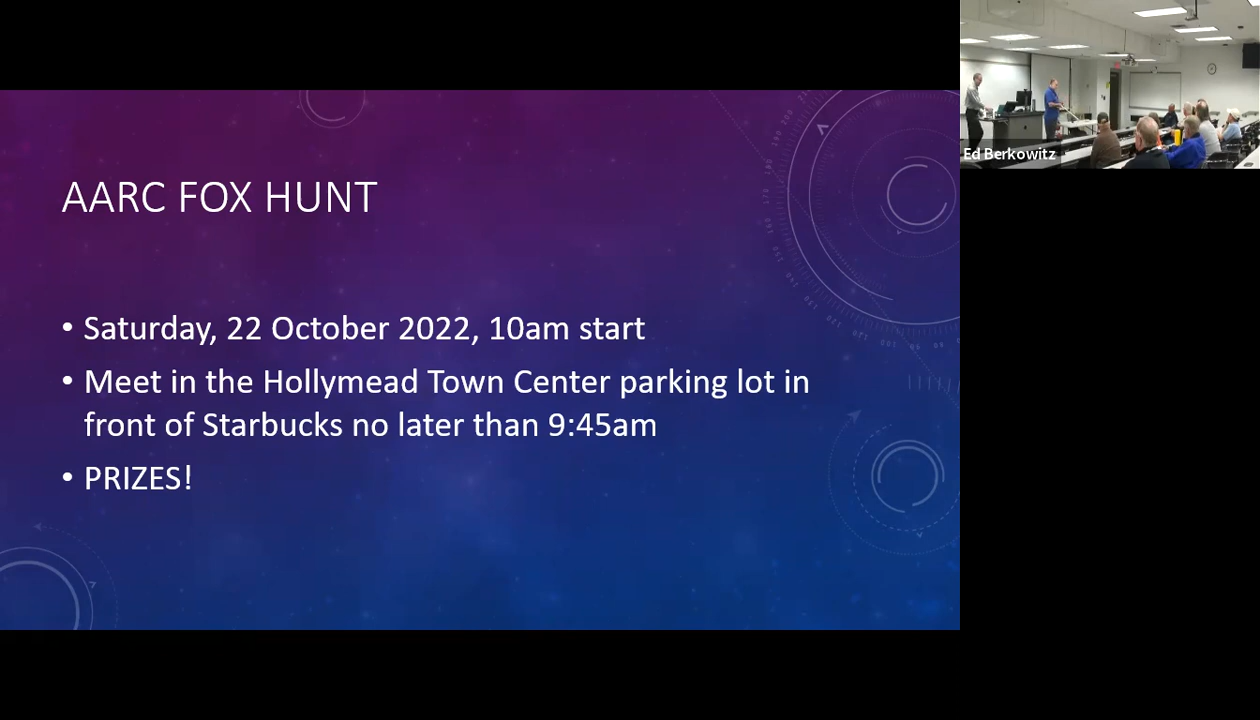 AARC FOX HUNT
• Saturday, 22 October 2022, 10am start
• Meet in the Hollymead Town Center parking lot in
front of Starbucks no later than 9:45am
• PRIZES!
Ed Berkowitz